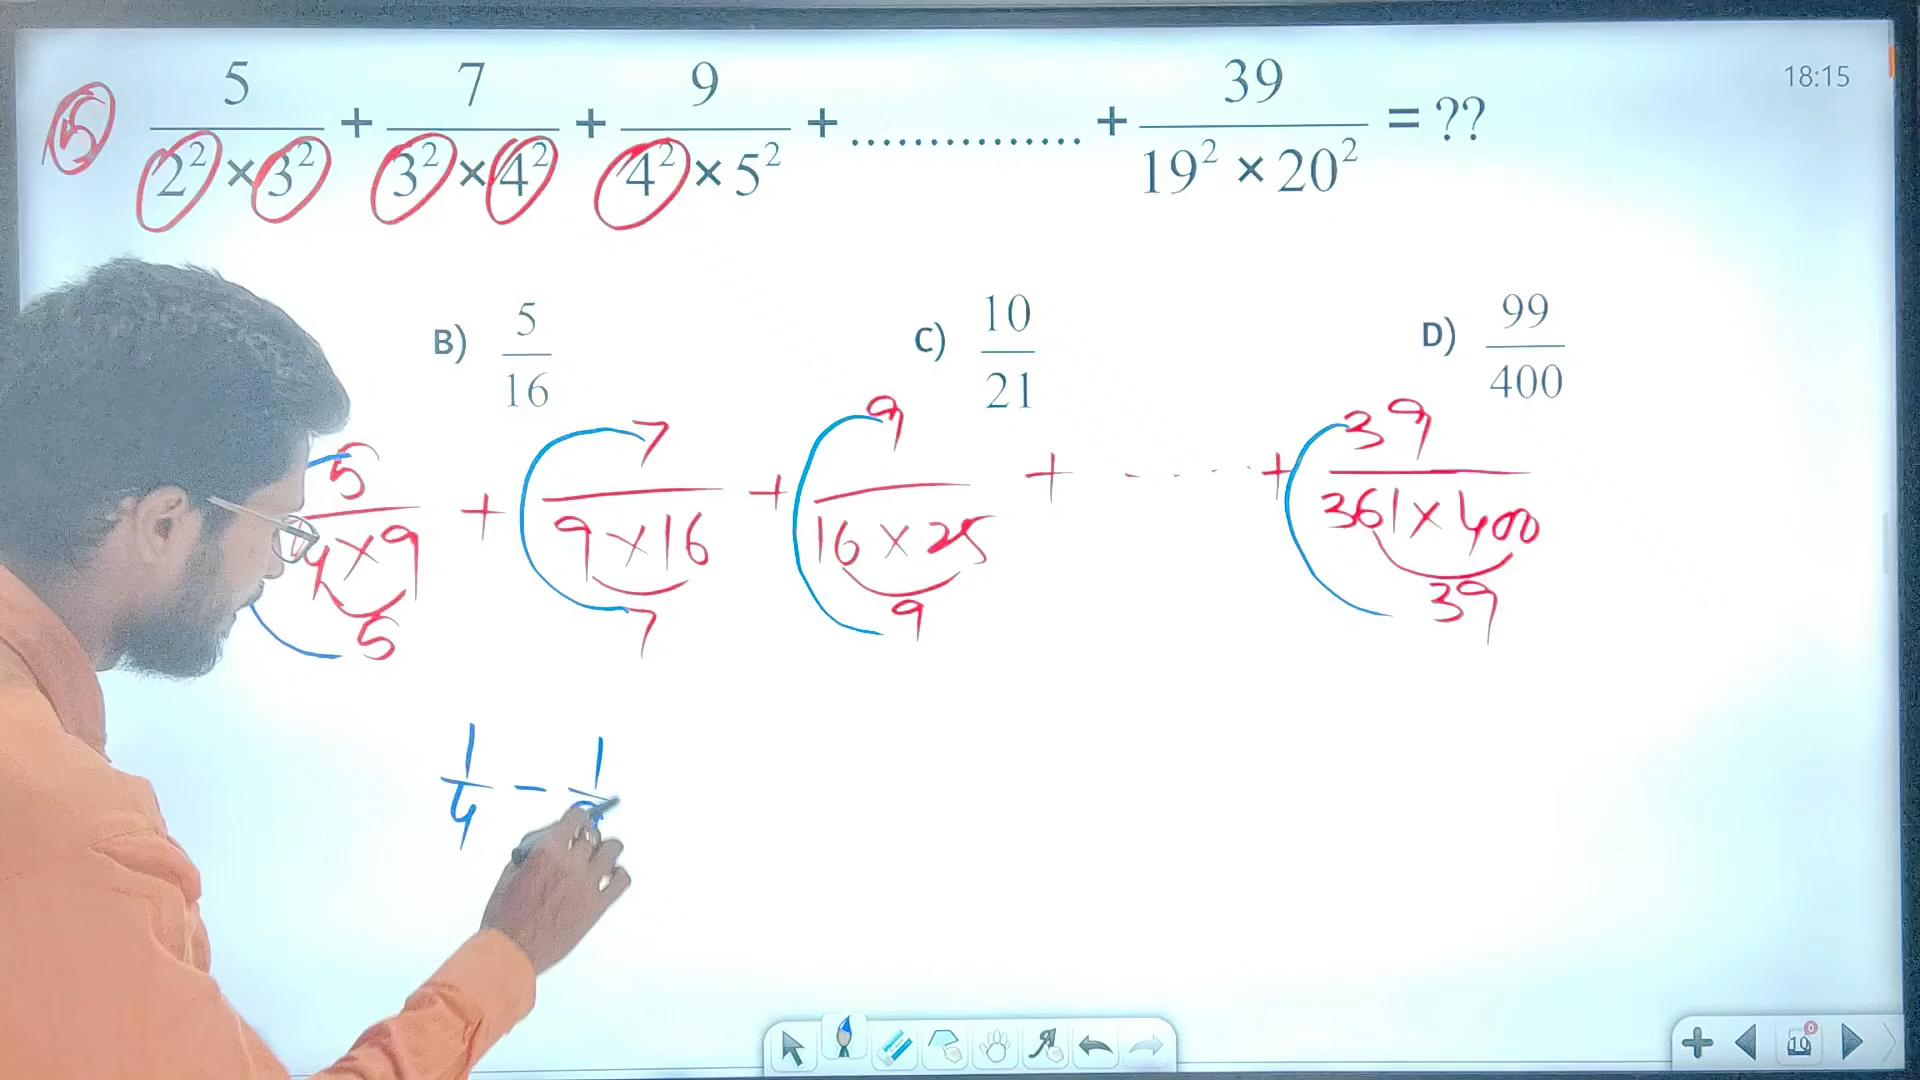 18:15
5 5/(2² × 3²) + 7/(3² × 4²) + 9/(4² × 5²) + ............... + 39/(19² × 20²) = ??
B) 5/16 C) 10/21 D) 99/400
5/(4×9) + 7/(9×16) + 9/(16×25) + ..... + 39/(361×400)
5 7 9 39
1/4 - 1/